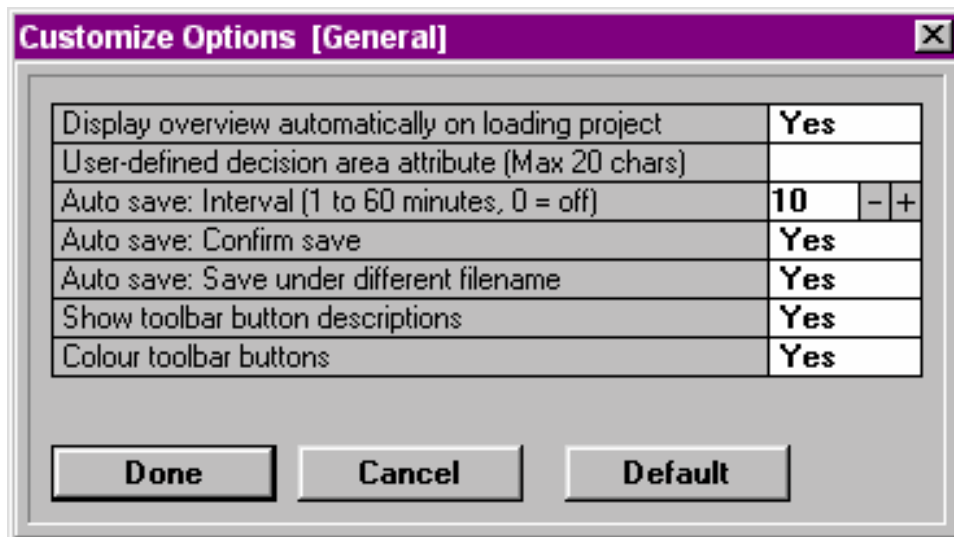 Customize Options [General]
Display overview automatically on loading project Yes
User-defined decision area attribute (Max 20 chars)
Auto save: Interval (1 to 60 minutes, 0 = off) 10 - +
Auto save: Confirm save Yes
Auto save: Save under different filename Yes
Show toolbar button descriptions Yes
Colour toolbar buttons Yes
Done Cancel Default